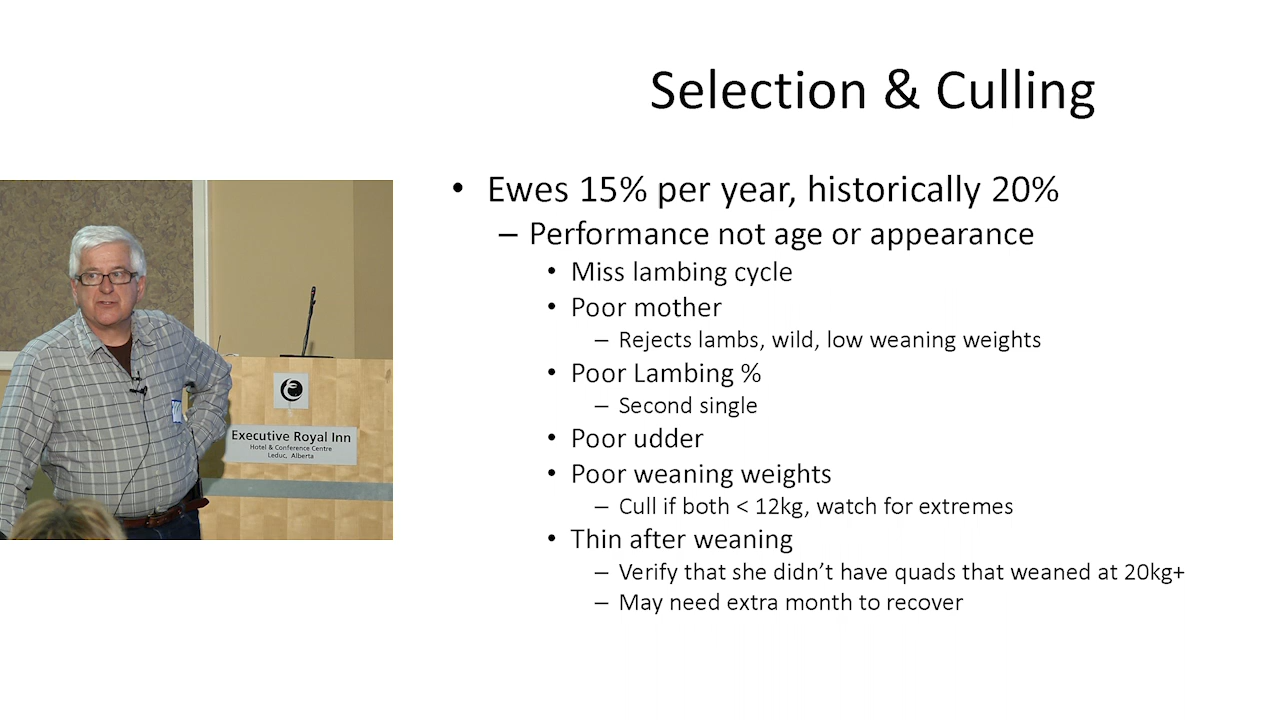 Selection & Culling
• Ewes 15% per year, historically 20%
– Performance not age or appearance
• Miss lambing cycle
• Poor mother
– Rejects lambs, wild, low weaning weights
• Poor Lambing %
– Second single
• Poor udder
• Poor weaning weights
– Cull if both < 12kg, watch for extremes
• Thin after weaning
– Verify that she didn’t have quads that weaned at 20kg+
– May need extra month to recover
Executive Royal Inn
Hotel & Conference Centre
Leduc, Alberta